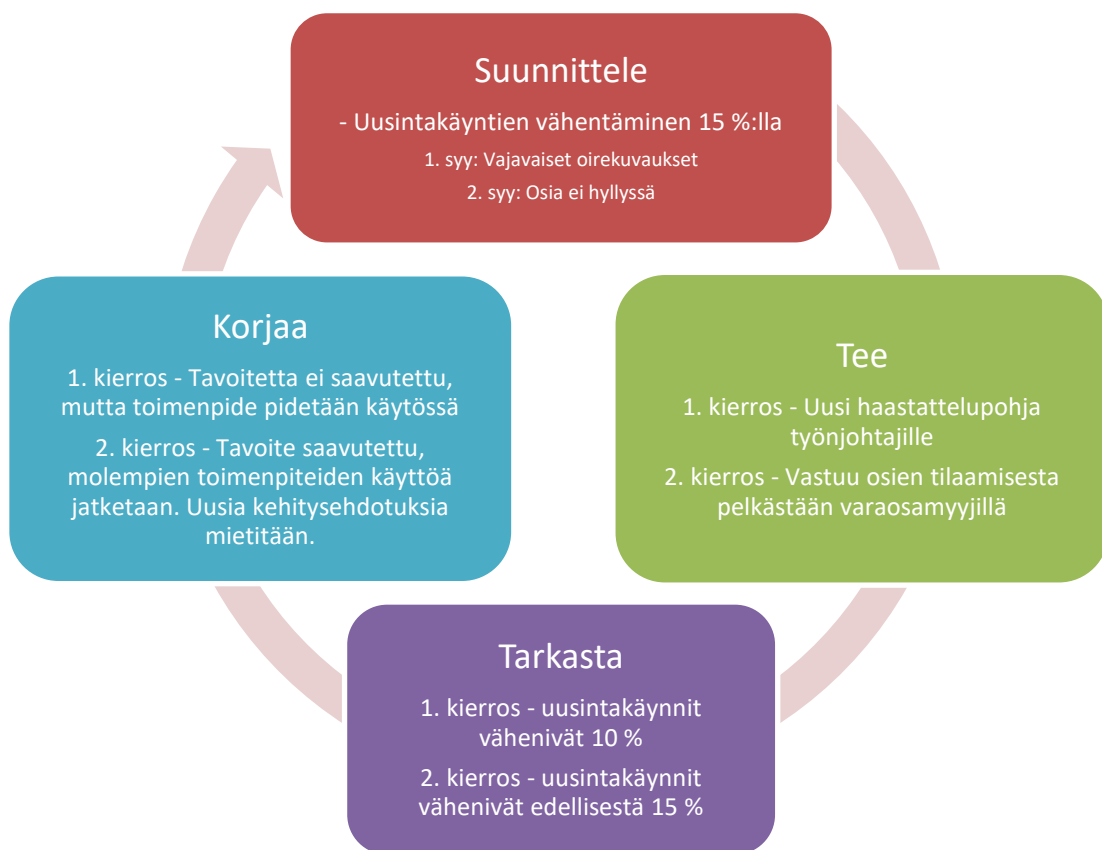 Suunnittele
- Uusintakäyntien vähentäminen 15 %:lla
1. syy: Vajavaiset oirekuvaukset
2. syy: Osia ei hyllyssä
Tee
1. kierros - Uusi haastattelupohja
työnjohtajille
2. kierros - Vastuu osien tilaamisesta
pelkästään varaosamyyjillä
Tarkasta
1. kierros - uusintakäynnit
vähenivät 10 %
2. kierros - uusintakäynnit
vähenivät edellisestä 15 %
Korjaa
1. kierros - Tavoitetta ei saavutettu,
mutta toimenpide pidetään käytössä
2. kierros - Tavoite saavutettu,
molempien toimenpiteiden käyttöä
jatketaan. Uusia kehitysehdotuksia
mietitään.